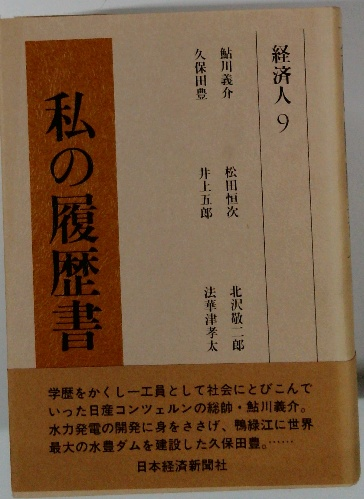 経済人 9
鮎川義介
松田恒次
北沢敬二郎
久保田豊
井上五郎
法華津孝太
私の履歴書
学歴をかくし一工員として社会にとびこんで
いった日産コンツェルンの総帥・鮎川義介。
水力発電の開発に身をささげ、鴨緑江に世界
最大の水豊ダムを建設した久保田豊。……
日本経済新聞社